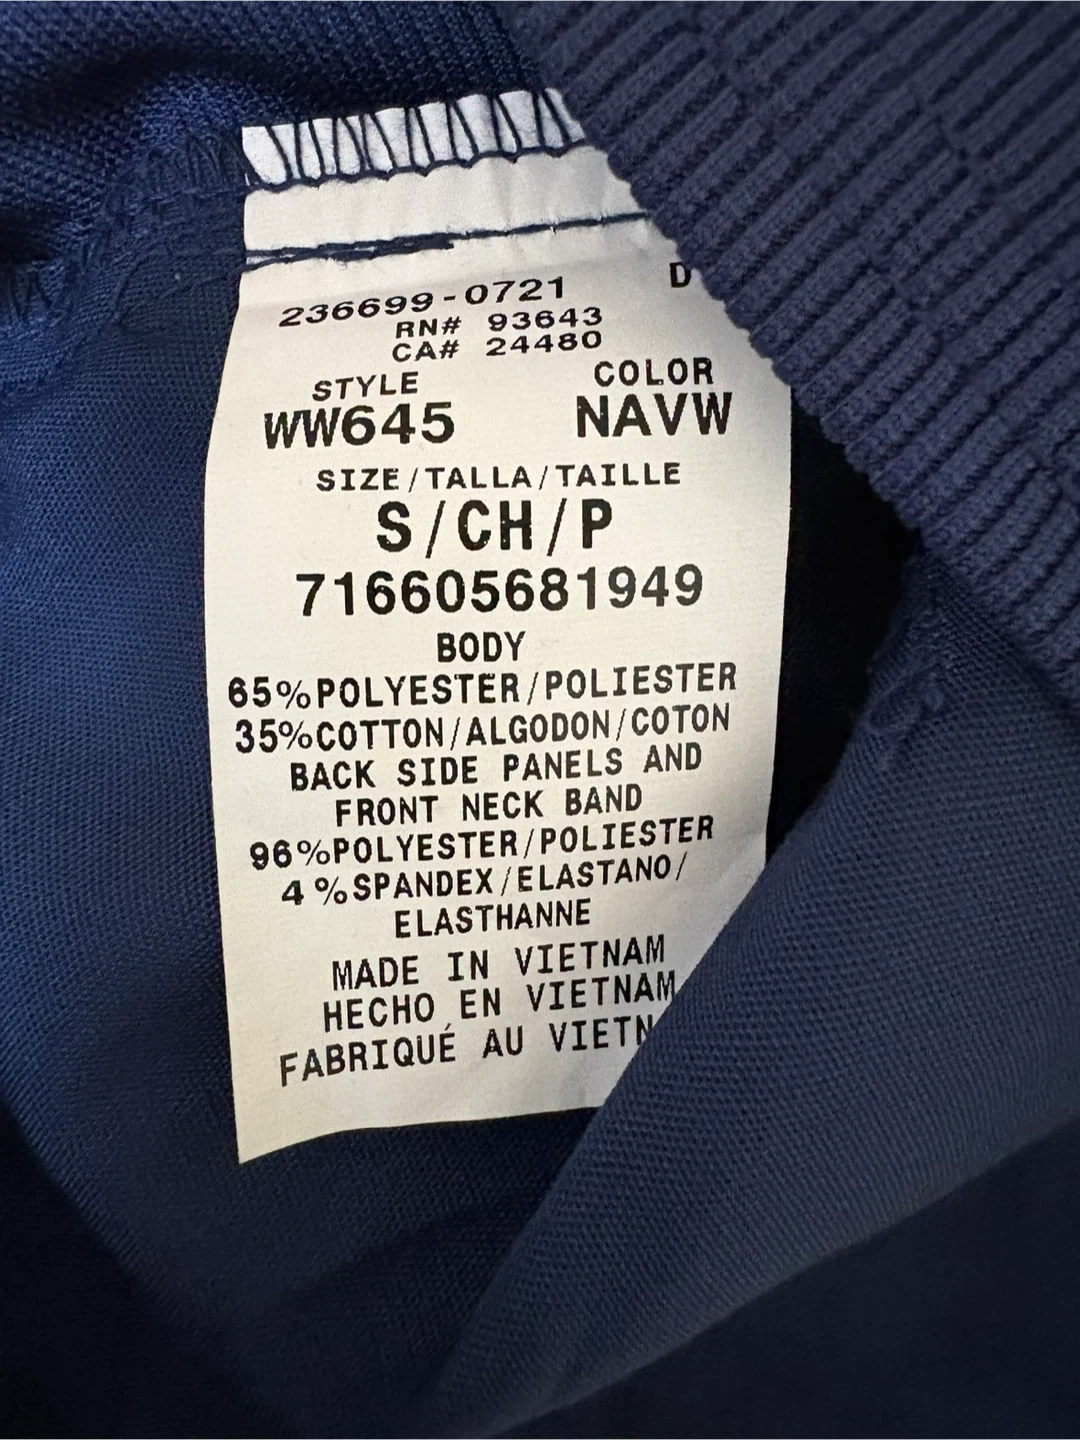 D
236699-0721
RN# 93643
CA# 24480
STYLE COLOR
WW645 NAVW
SIZE/TALLA/TAILLE
S/CH/P
716605681949
BODY
65%POLYESTER/POLIESTER
35%COTTON/ALGODON/COTON
BACK SIDE PANELS AND
FRONT NECK BAND
96%POLYESTER/POLIESTER
4%SPANDEX/ELASTANO/
ELASTHANNE
MADE IN VIETNAM
HECHO EN VIETNAM
FABRIQUÉ AU VIETN